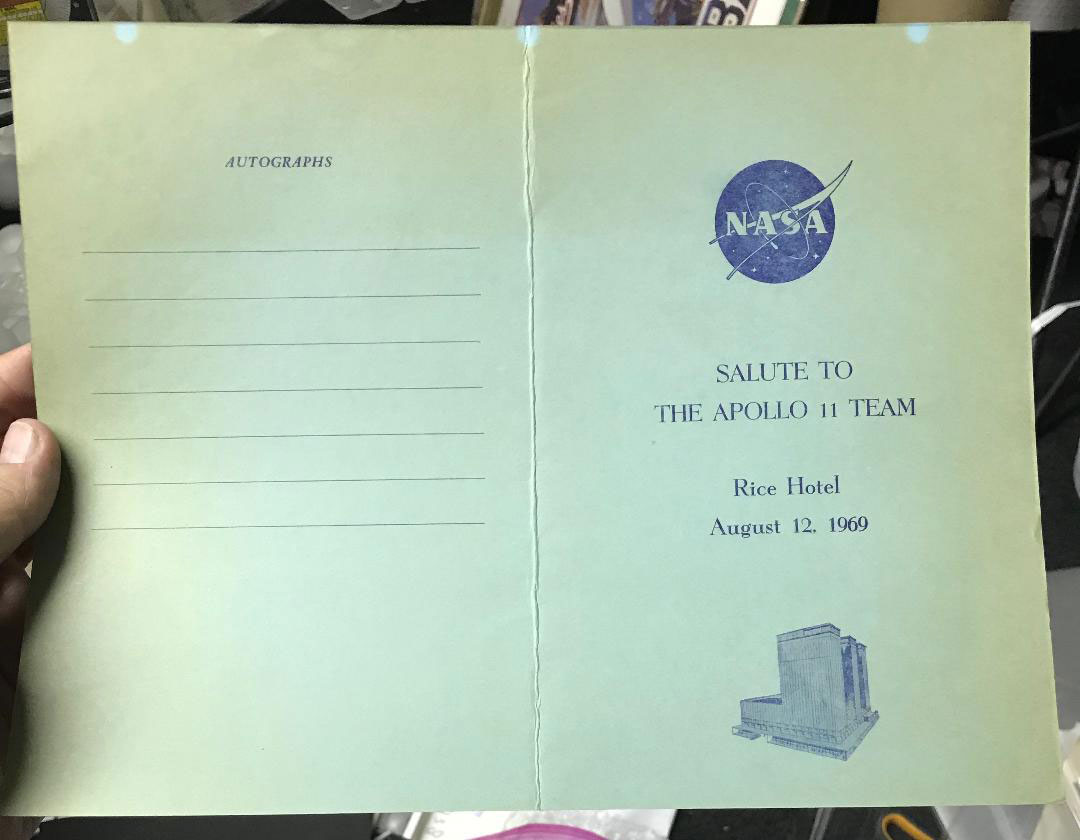 AUTOGRAPHS
NASA
SALUTE TO
THE APOLLO 11 TEAM
Rice Hotel
August 12, 1969